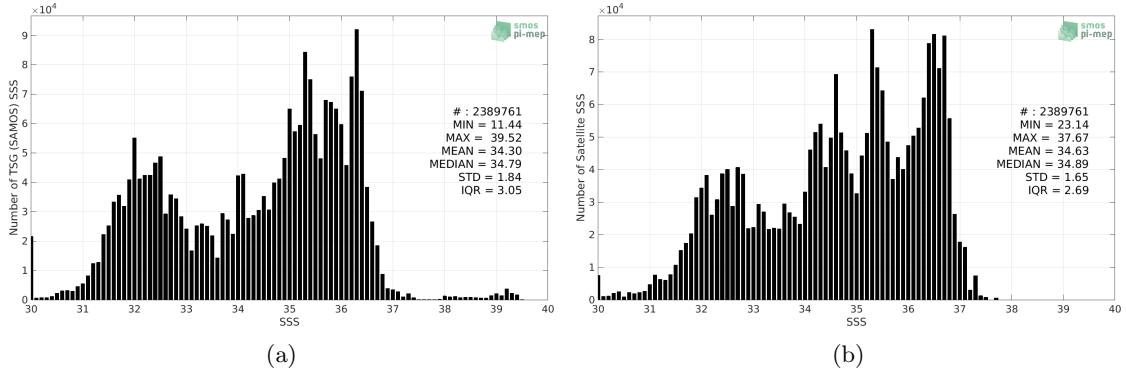 ×10⁴
9
8
7
6
5
4
3
2
1
0
Number of TSG (SAMOS) SSS
30 31 32 33 34 35 36 37 38 39 40
SSS
smos
pi-mep
# : 2389761
MIN = 11.44
MAX = 39.52
MEAN = 34.30
MEDIAN = 34.79
STD = 1.84
IQR = 3.05
(a)
×10⁴
8
7
6
5
4
3
2
1
0
Number of Satellite SSS
30 31 32 33 34 35 36 37 38 39 40
SSS
smos
pi-mep
# : 2389761
MIN = 23.14
MAX = 37.67
MEAN = 34.63
MEDIAN = 34.89
STD = 1.65
IQR = 2.69
(b)